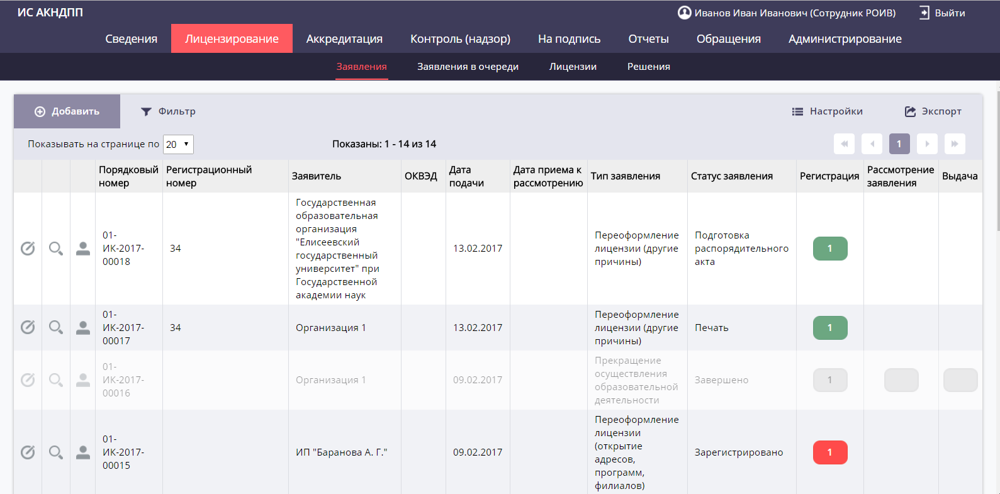 ИС АКНДПП
Иванов Иван Иванович (Сотрудник РОИВ)
Выйти
Сведения
Лицензирование
Аккредитация
Контроль (надзор)
На подпись
Отчеты
Обращения
Администрирование
Заявления
Заявления в очереди
Лицензии
Решения
Добавить
Фильтр
Настройки
Экспорт
Показывать на странице по 20
Показаны: 1 - 14 из 14
1
Порядковый
номер
Регистрационный
номер
Заявитель
ОКВЭД
Дата
подачи
Дата приема к
рассмотрению
Тип заявления
Статус заявления
Регистрация
Рассмотрение
заявления
Выдача
01-
ИК-2017-
00018
34
Государственная
образовательная
организация
"Елисеевский
государственный
университет" при
Государственной
академии наук
13.02.2017
Переоформление
лицензии (другие
причины)
Подготовка
распорядительного
акта
1
01-
ИК-2017-
00017
34
Организация 1
13.02.2017
Переоформление
лицензии (другие
причины)
Печать
1
01-
ИК-2017-
00016
Организация 1
09.02.2017
Прекращение
осуществления
образовательной
деятельности
Завершено
1
01-
ИК-2017-
00015
ИП "Баранова А. Г."
09.02.2017
Переоформление
лицензии
(открытие
адресов,
программ,
филиалов)
Зарегистрировано
1